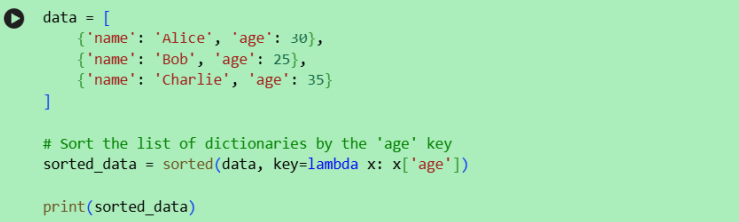 data = [
    {'name': 'Alice', 'age': 30},
    {'name': 'Bob', 'age': 25},
    {'name': 'Charlie', 'age': 35}
]

# Sort the list of dictionaries by the 'age' key
sorted_data = sorted(data, key=lambda x: x['age'])

print(sorted_data)